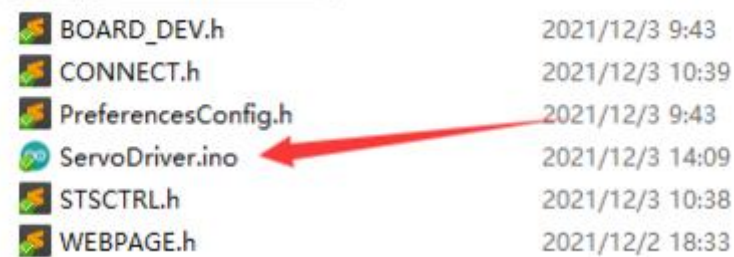 BOARD_DEV.h 2021/12/3 9:43
CONNECT.h 2021/12/3 10:39
PreferencesConfig.h 2021/12/3 9:43
ServoDriver.ino 2021/12/3 14:09
STSCTRL.h 2021/12/3 10:38
WEBPAGE.h 2021/12/2 18:33